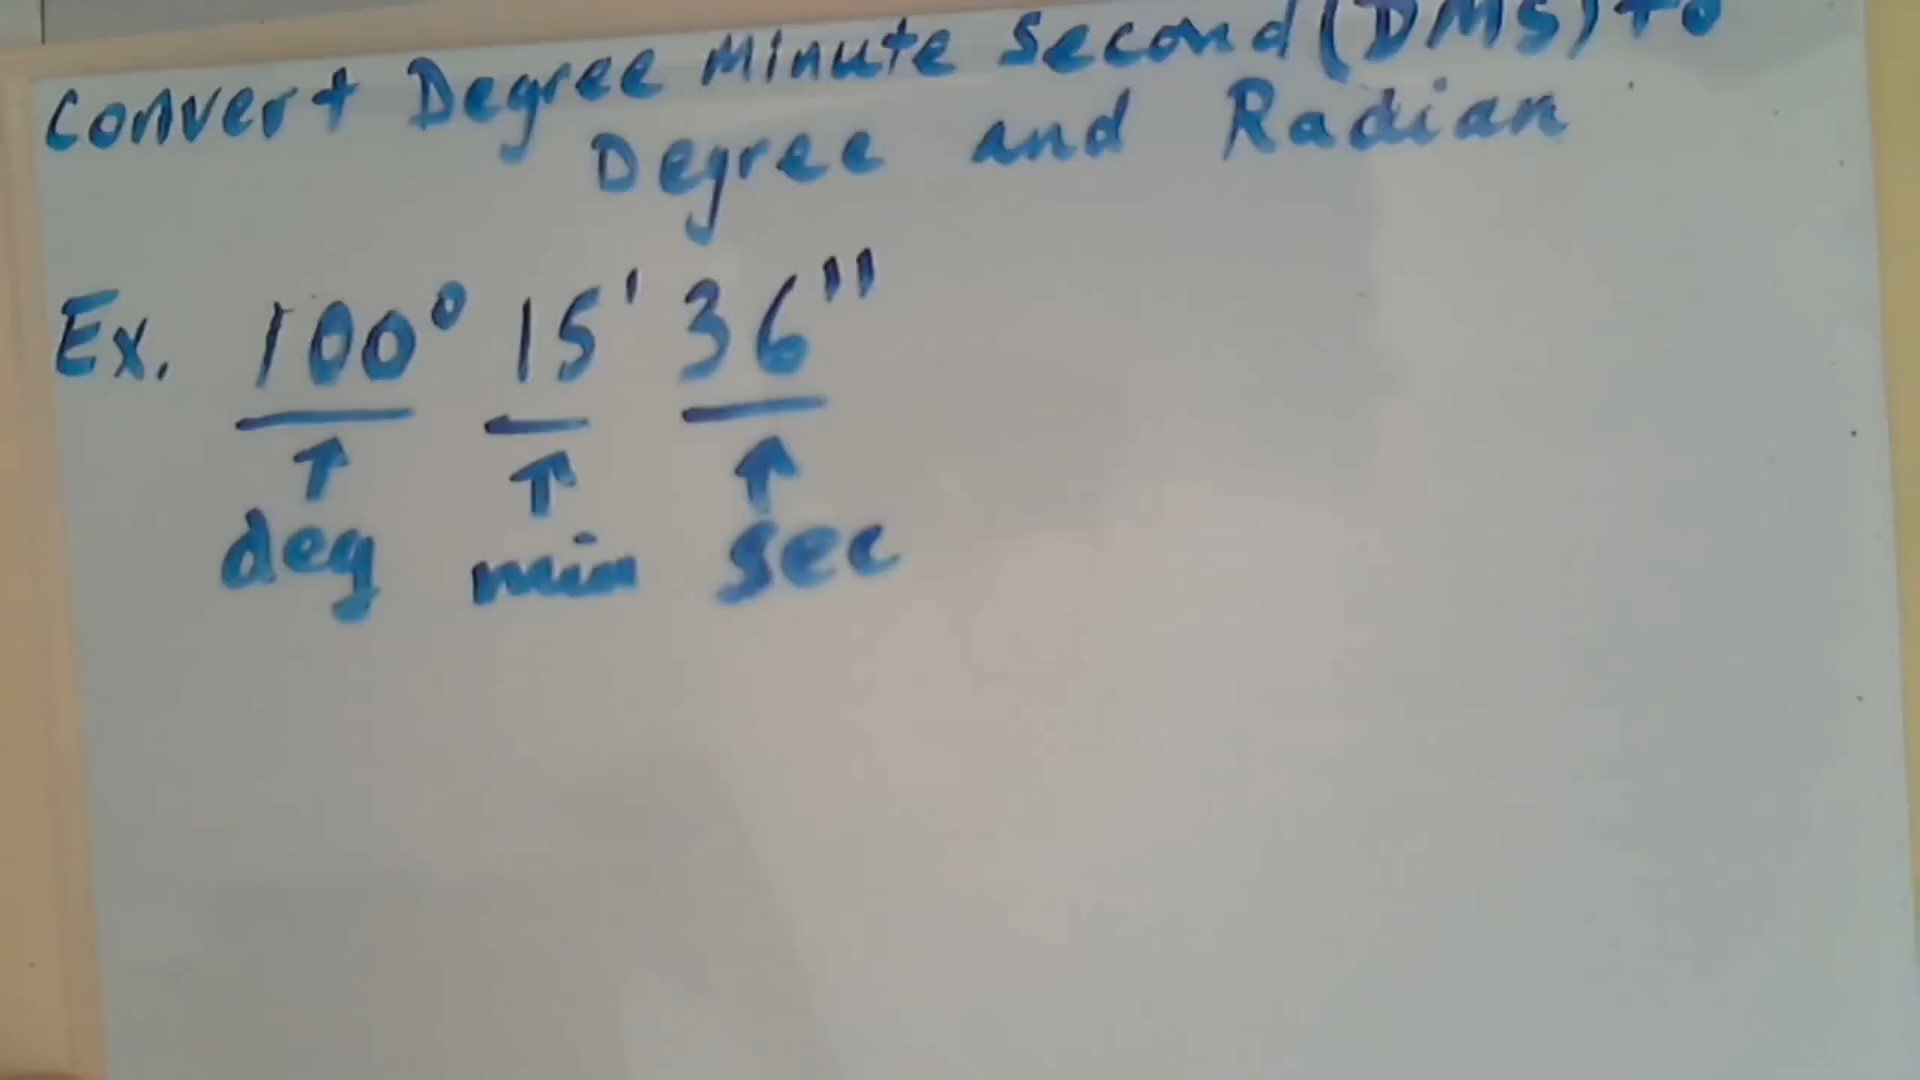 Convert Degree Minute Second (DMS) to
Degree and Radian
Ex. 100° 15' 36"
deg min sec